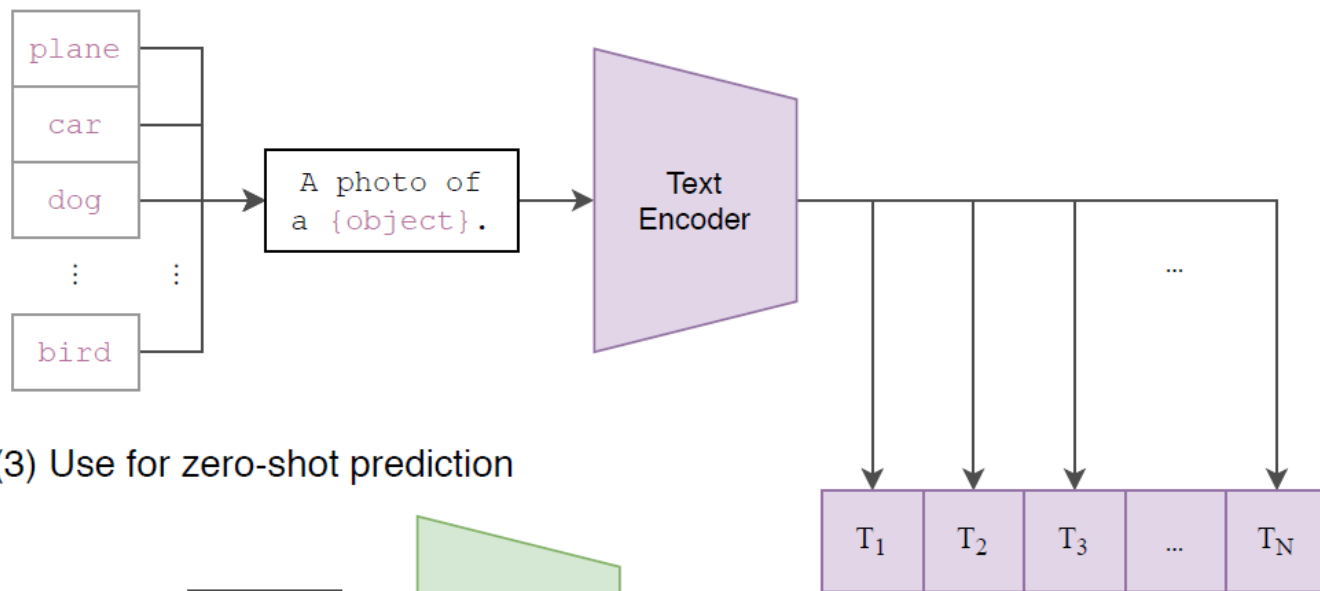 plane
car
dog
⋮ ⋮
bird
A photo of
a {object}.
Text
Encoder
...
(3) Use for zero-shot prediction
T1 T2 T3 ... TN